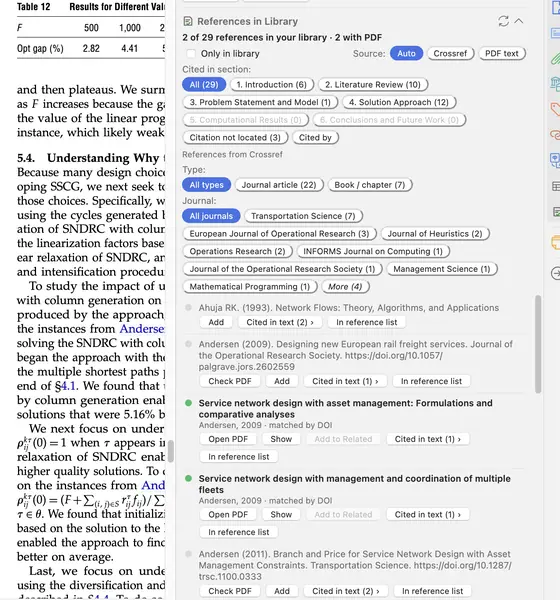 Table 12 Results for Different Val
F 500 1,000 2
Opt gap (%) 2.82 4.41 5
and then plateaus. We surm
as F increases because the ga
the value of the linear prog
instance, which likely weak
5.4. Understanding Why
Because many design choice
oping SSCG, we next seek to
those choices. Specifically, w
using the cycles generated b
ation of SNDRC with colum
the linearization factors base
ear relaxation of SNDRC, an
and intensification procedu
To study the impact of u
with column generation on
produced by the approach,
the instances from Anderse
solving the SNDRC with colu
began the approach with the
the multiple shortest paths p
end of §4.1. We found that
by column generation enab
solutions that were 5.16% b
We next focus on under
ρ_ij^kτ(0) = 1 when τ appears in
relaxation of SNDRC enab
higher quality solutions. To d
on the instances from And
ρ_ij^kτ(0) = (F + ∑(i, j)∈S r_ij^τ f_ij)/∑
τ ∈ θ. We found that initializi
based on the solution to the
enabled the approach to find
better on average.
Last, we focus on unde
using the diversification and
described in §4.4. To do so
References in Library
2 of 29 references in your library · 2 with PDF
Only in library Source: Auto Crossref PDF text
Cited in section:
All (29) 1. Introduction (6) 2. Literature Review (10)
3. Problem Statement and Model (1) 4. Solution Approach (12)
5. Computational Results (0) 6. Conclusions and Future Work (0)
Citation not located (3) Cited by
References from Crossref
Type:
All types Journal article (22) Book / chapter (7)
Journal:
All journals Transportation Science (7)
European Journal of Operational Research (3) Journal of Heuristics (2)
Operations Research (2) INFORMS Journal on Computing (1)
Journal of the Operational Research Society (1) Management Science (1)
Mathematical Programming (1) More (4)
Ahuja RK. (1993). Network Flows: Theory, Algorithms, and Applications
Add Cited in text (2) › In reference list
Andersen (2009). Designing new European rail freight services. Journal of
the Operational Research Society. https://doi.org/10.1057/
palgrave.jors.2602559
Check PDF Add Cited in text (1) › In reference list
Service network design with asset management: Formulations and
comparative analyses
Andersen, 2009 · matched by DOI
Open PDF Show Add to Related Cited in text (1) ›
In reference list
Service network design with management and coordination of multiple
fleets
Andersen, 2009 · matched by DOI
Open PDF Show Add to Related Cited in text (1) ›
In reference list
Andersen (2011). Branch and Price for Service Network Design with Asset
Management Constraints. Transportation Science. https://doi.org/10.1287/
trsc.1100.0333
Check PDF Add Cited in text (2) › In reference list